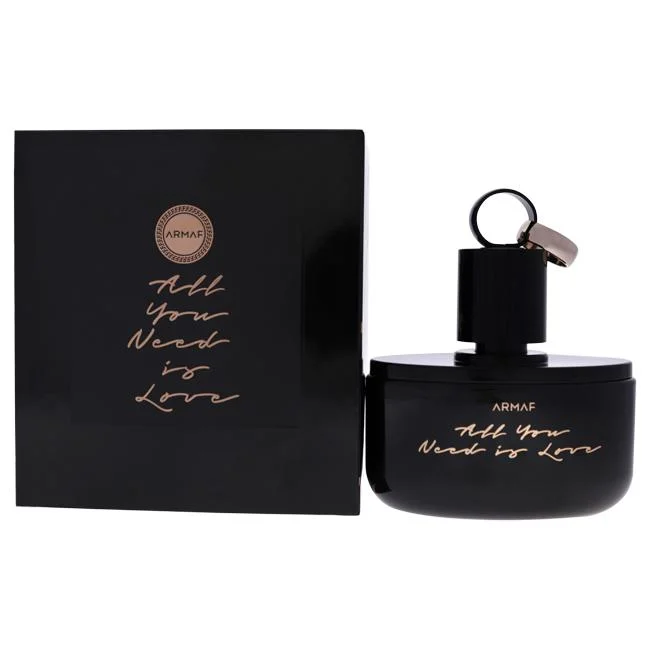 ARMAF
All
You
Need
is
Love
ARMAF
All You
Need is Love